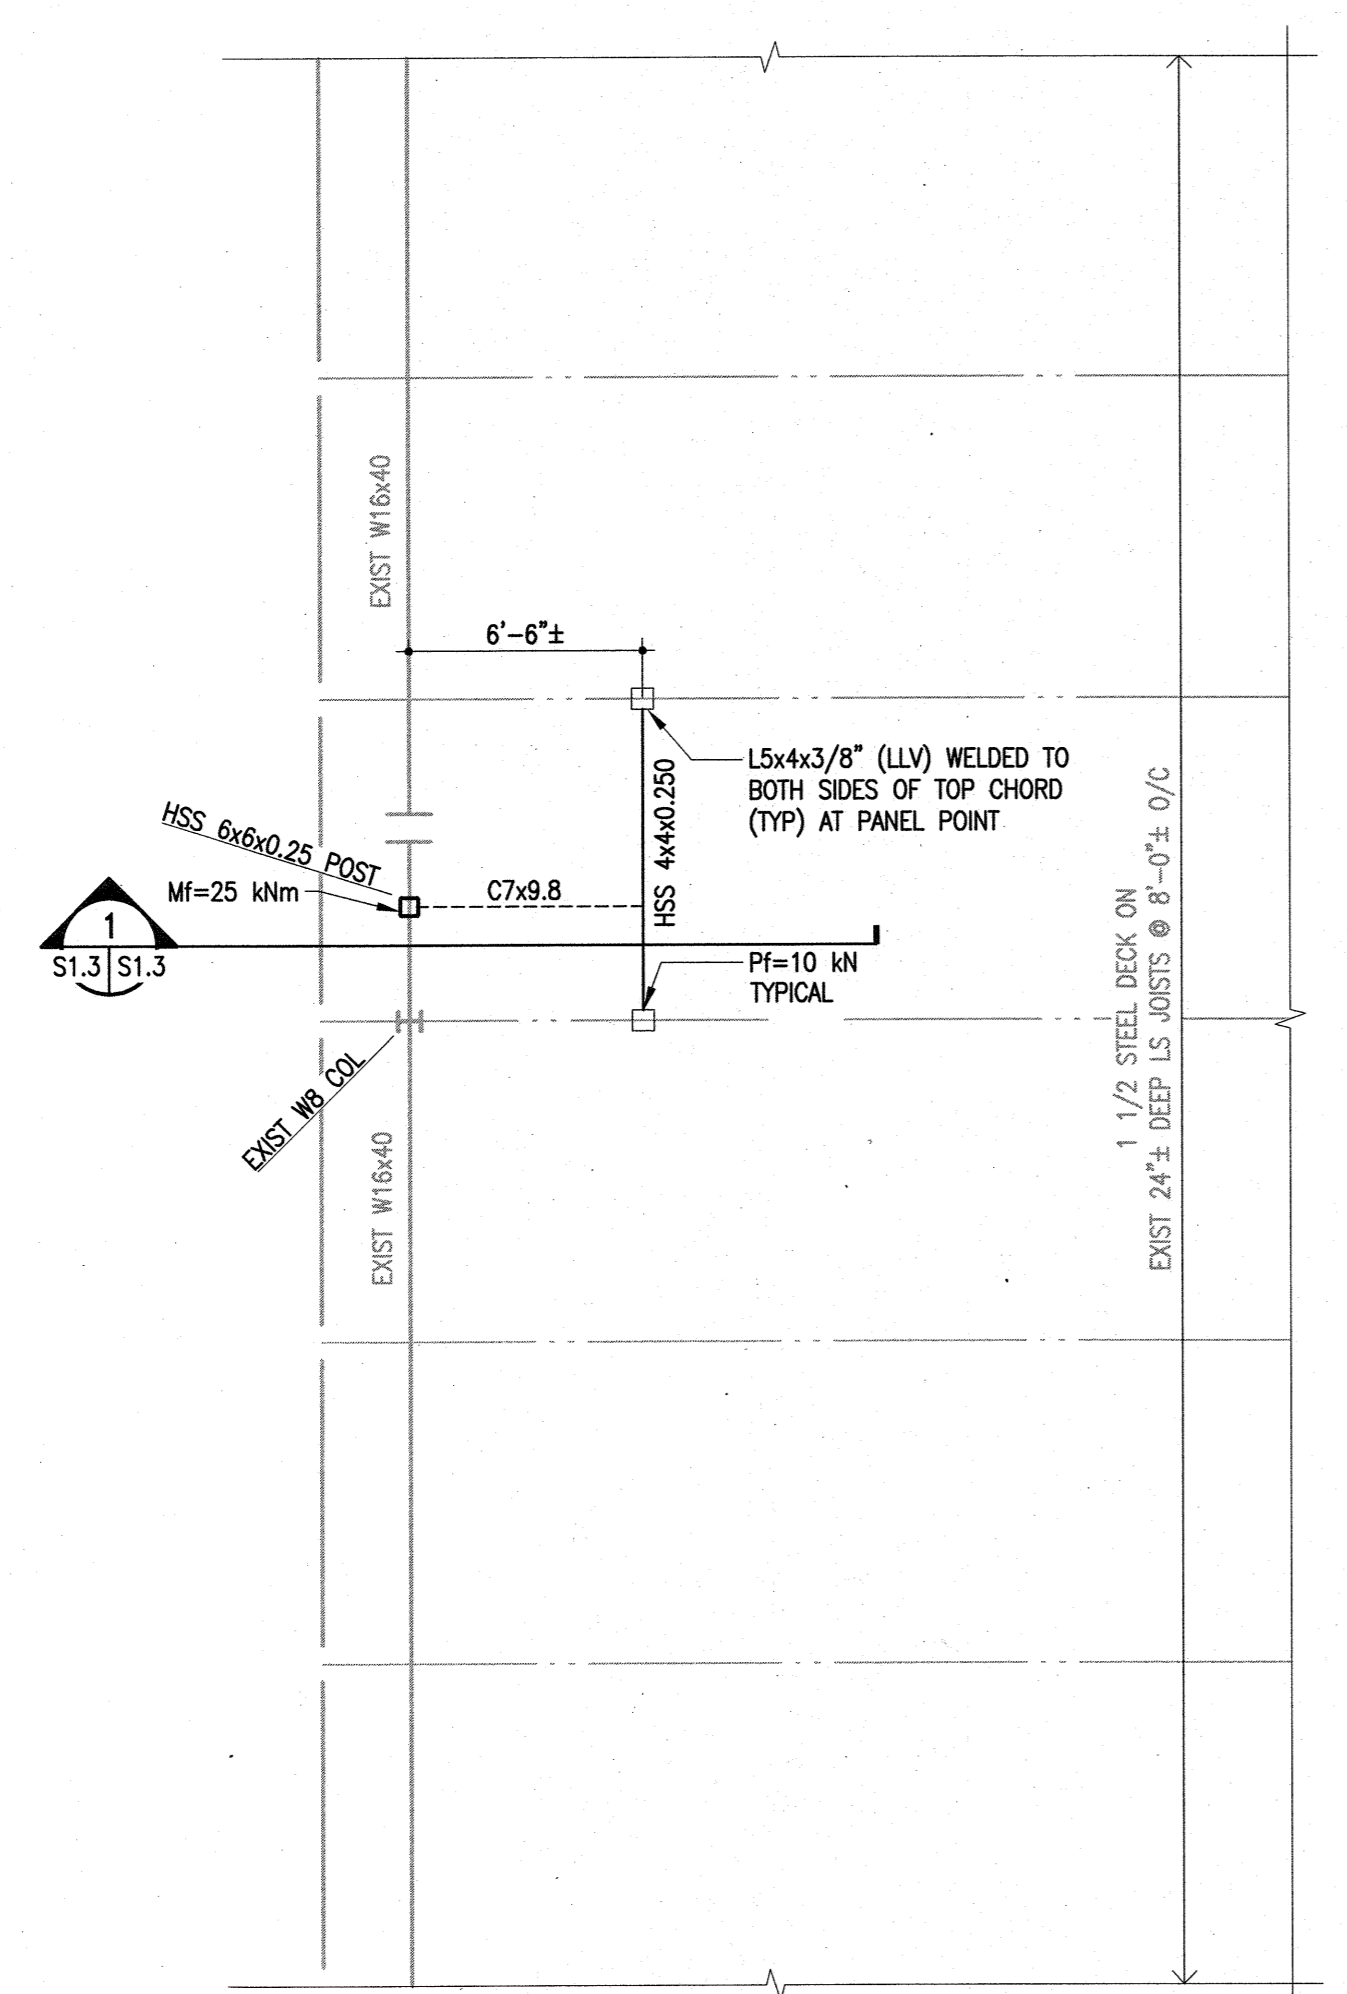 EXIST W16x40
6'-6"±
L5x4x3/8" (LLV) WELDED TO
BOTH SIDES OF TOP CHORD
(TYP) AT PANEL POINT
HSS 4x4x0.250
HSS 6x6x0.25 POST
Mf=25 kNm
C7x9.8
1
S1.3 S1.3
Pf=10 kN
TYPICAL
EXIST W8 COL
EXIST W16x40
1 1/2 STEEL DECK ON
EXIST 24"± DEEP LS JOISTS @ 8'-0"± O/C